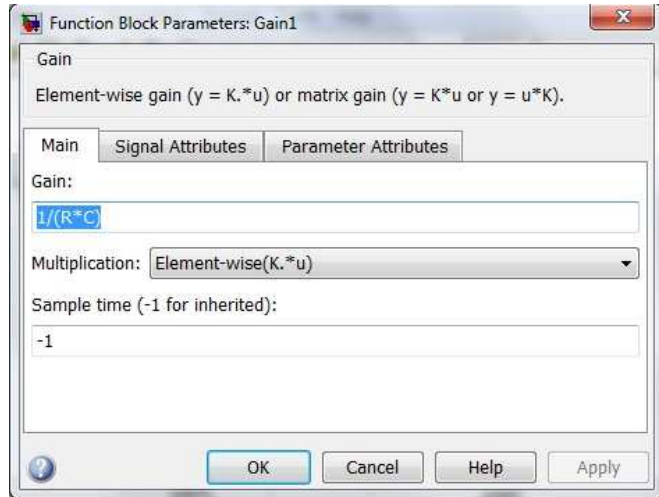 Function Block Parameters: Gain1
Gain
Element-wise gain (y = K.*u) or matrix gain (y = K*u or y = u*K).
Main Signal Attributes Parameter Attributes
Gain:
1/(R*C)
Multiplication: Element-wise(K.*u)
Sample time (-1 for inherited):
-1
OK Cancel Help Apply